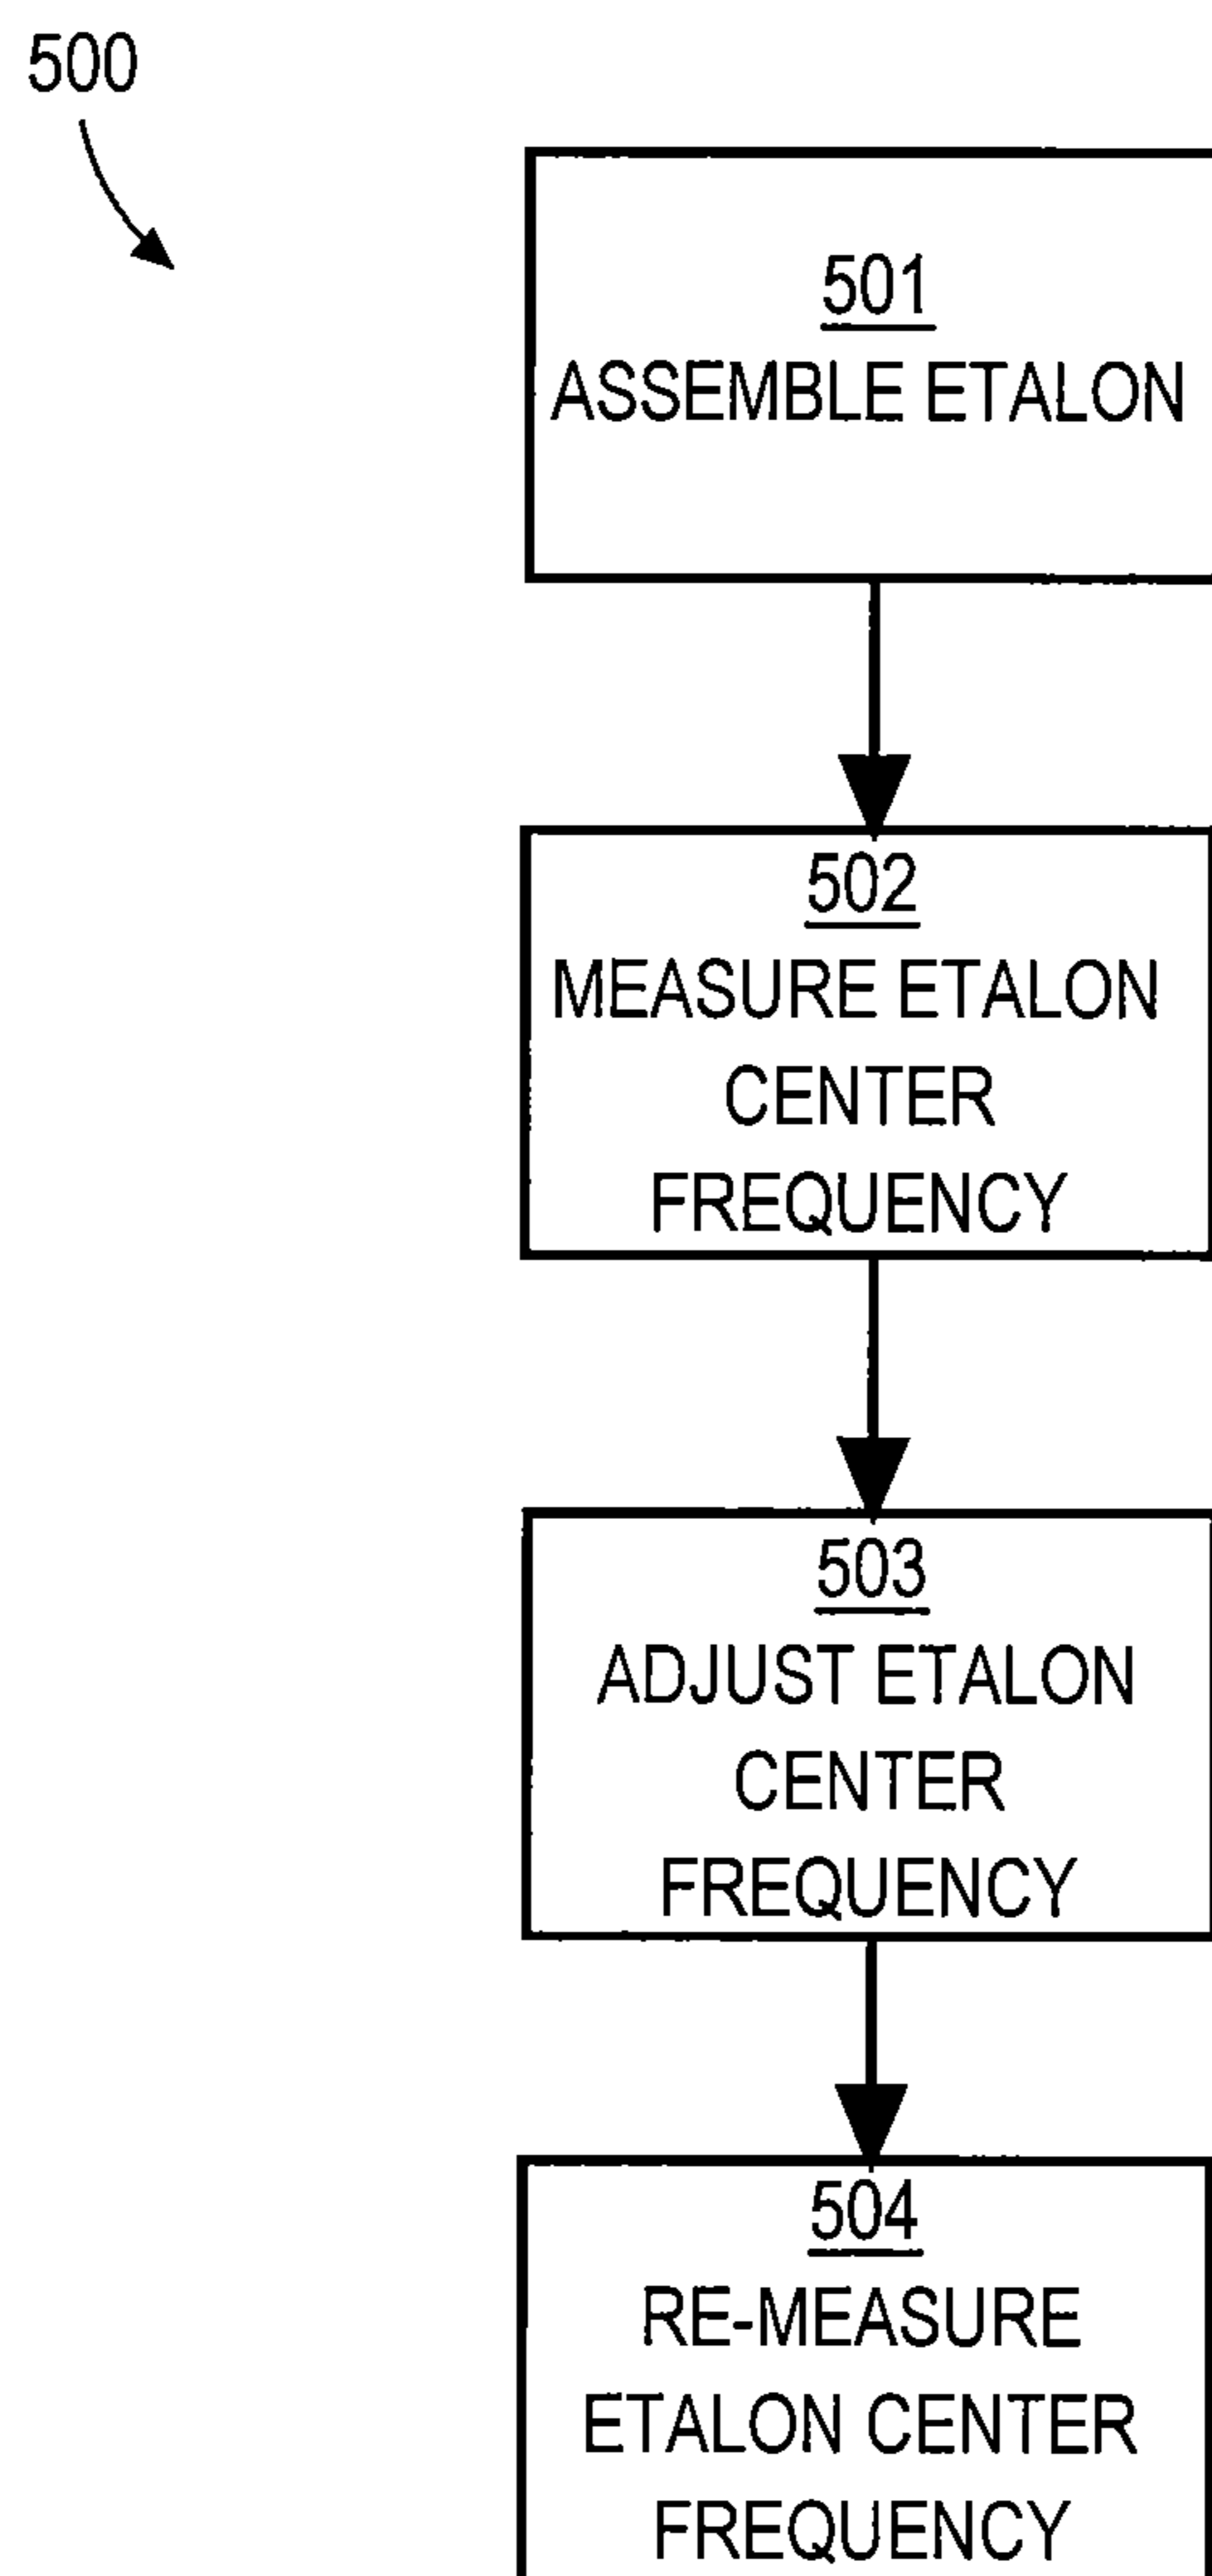 500
501
ASSEMBLE ETALON
502
MEASURE ETALON
CENTER
FREQUENCY
503
ADJUST ETALON
CENTER
FREQUENCY
504
RE-MEASURE
ETALON CENTER
FREQUENCY